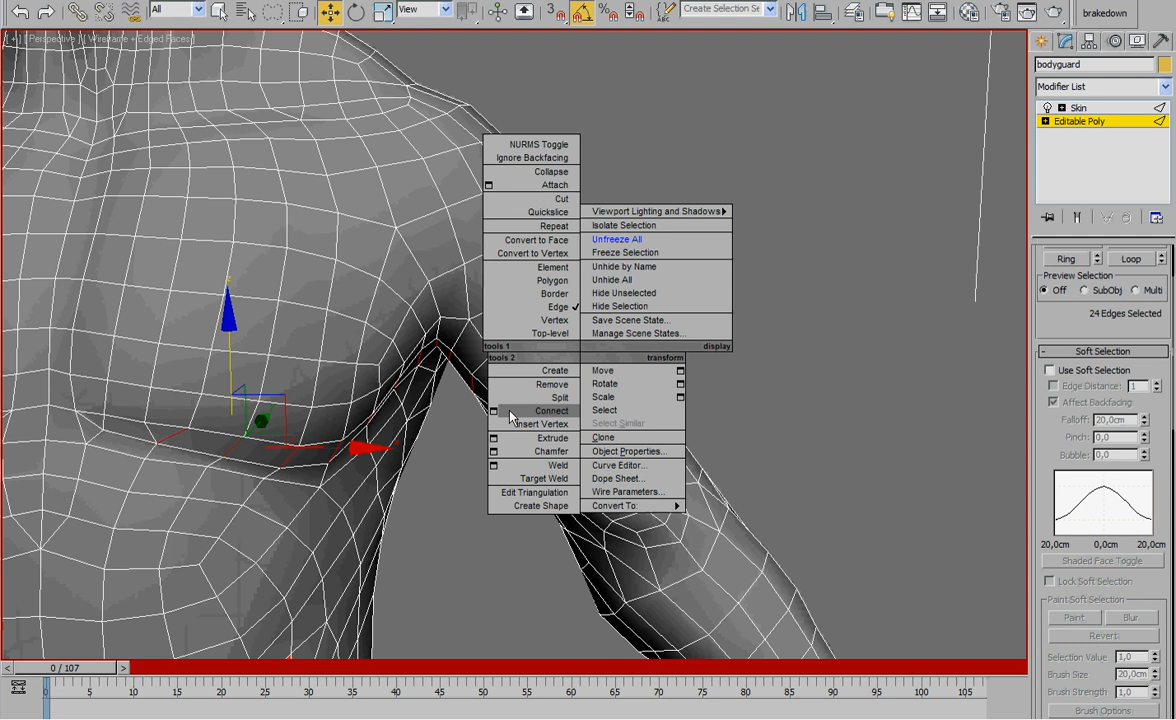 All
View
3
Create Selection Se
brakedown
[ + ] [ Perspective ] [ Wireframe + Edged Faces ]
bodyguard
Modifier List
Skin
Editable Poly
NURMS Toggle
Ignore Backfacing
Collapse
Attach
Cut
Quickslice
Repeat
Convert to Face
Convert to Vertex
Element
Polygon
Border
Edge
Vertex
Top-level
tools 1
Viewport Lighting and Shadows
Isolate Selection
Unfreeze All
Freeze Selection
Unhide by Name
Unhide All
Hide Unselected
Hide Selection
Save Scene State...
Manage Scene States...
display
tools 2
Create
Remove
Split
Connect
Insert Vertex
Extrude
Chamfer
Weld
Target Weld
Edit Triangulation
Create Shape
transform
Move
Rotate
Scale
Select
Select Similar
Clone
Object Properties...
Curve Editor...
Dope Sheet...
Wire Parameters...
Convert To:
Ring
Loop
Preview Selection
Off
SubObj
Multi
24 Edges Selected
- Soft Selection
Use Soft Selection
Edge Distance: 1
Affect Backfacing
Falloff: 20,0cm
Pinch: 0,0
Bubble: 0,0
20,0cm 0,0cm 20,0cm
Shaded Face Toggle
Lock Soft Selection
Paint Soft Selection
Paint
Blur
Revert
Selection Value 1,0
Brush Size 20,0cm
Brush Strength 1,0
Brush Options
< 0 / 107 >
0 5 10 15 20 25 30 35 40 45 50 55 60 65 70 75 80 85 90 95 100 105